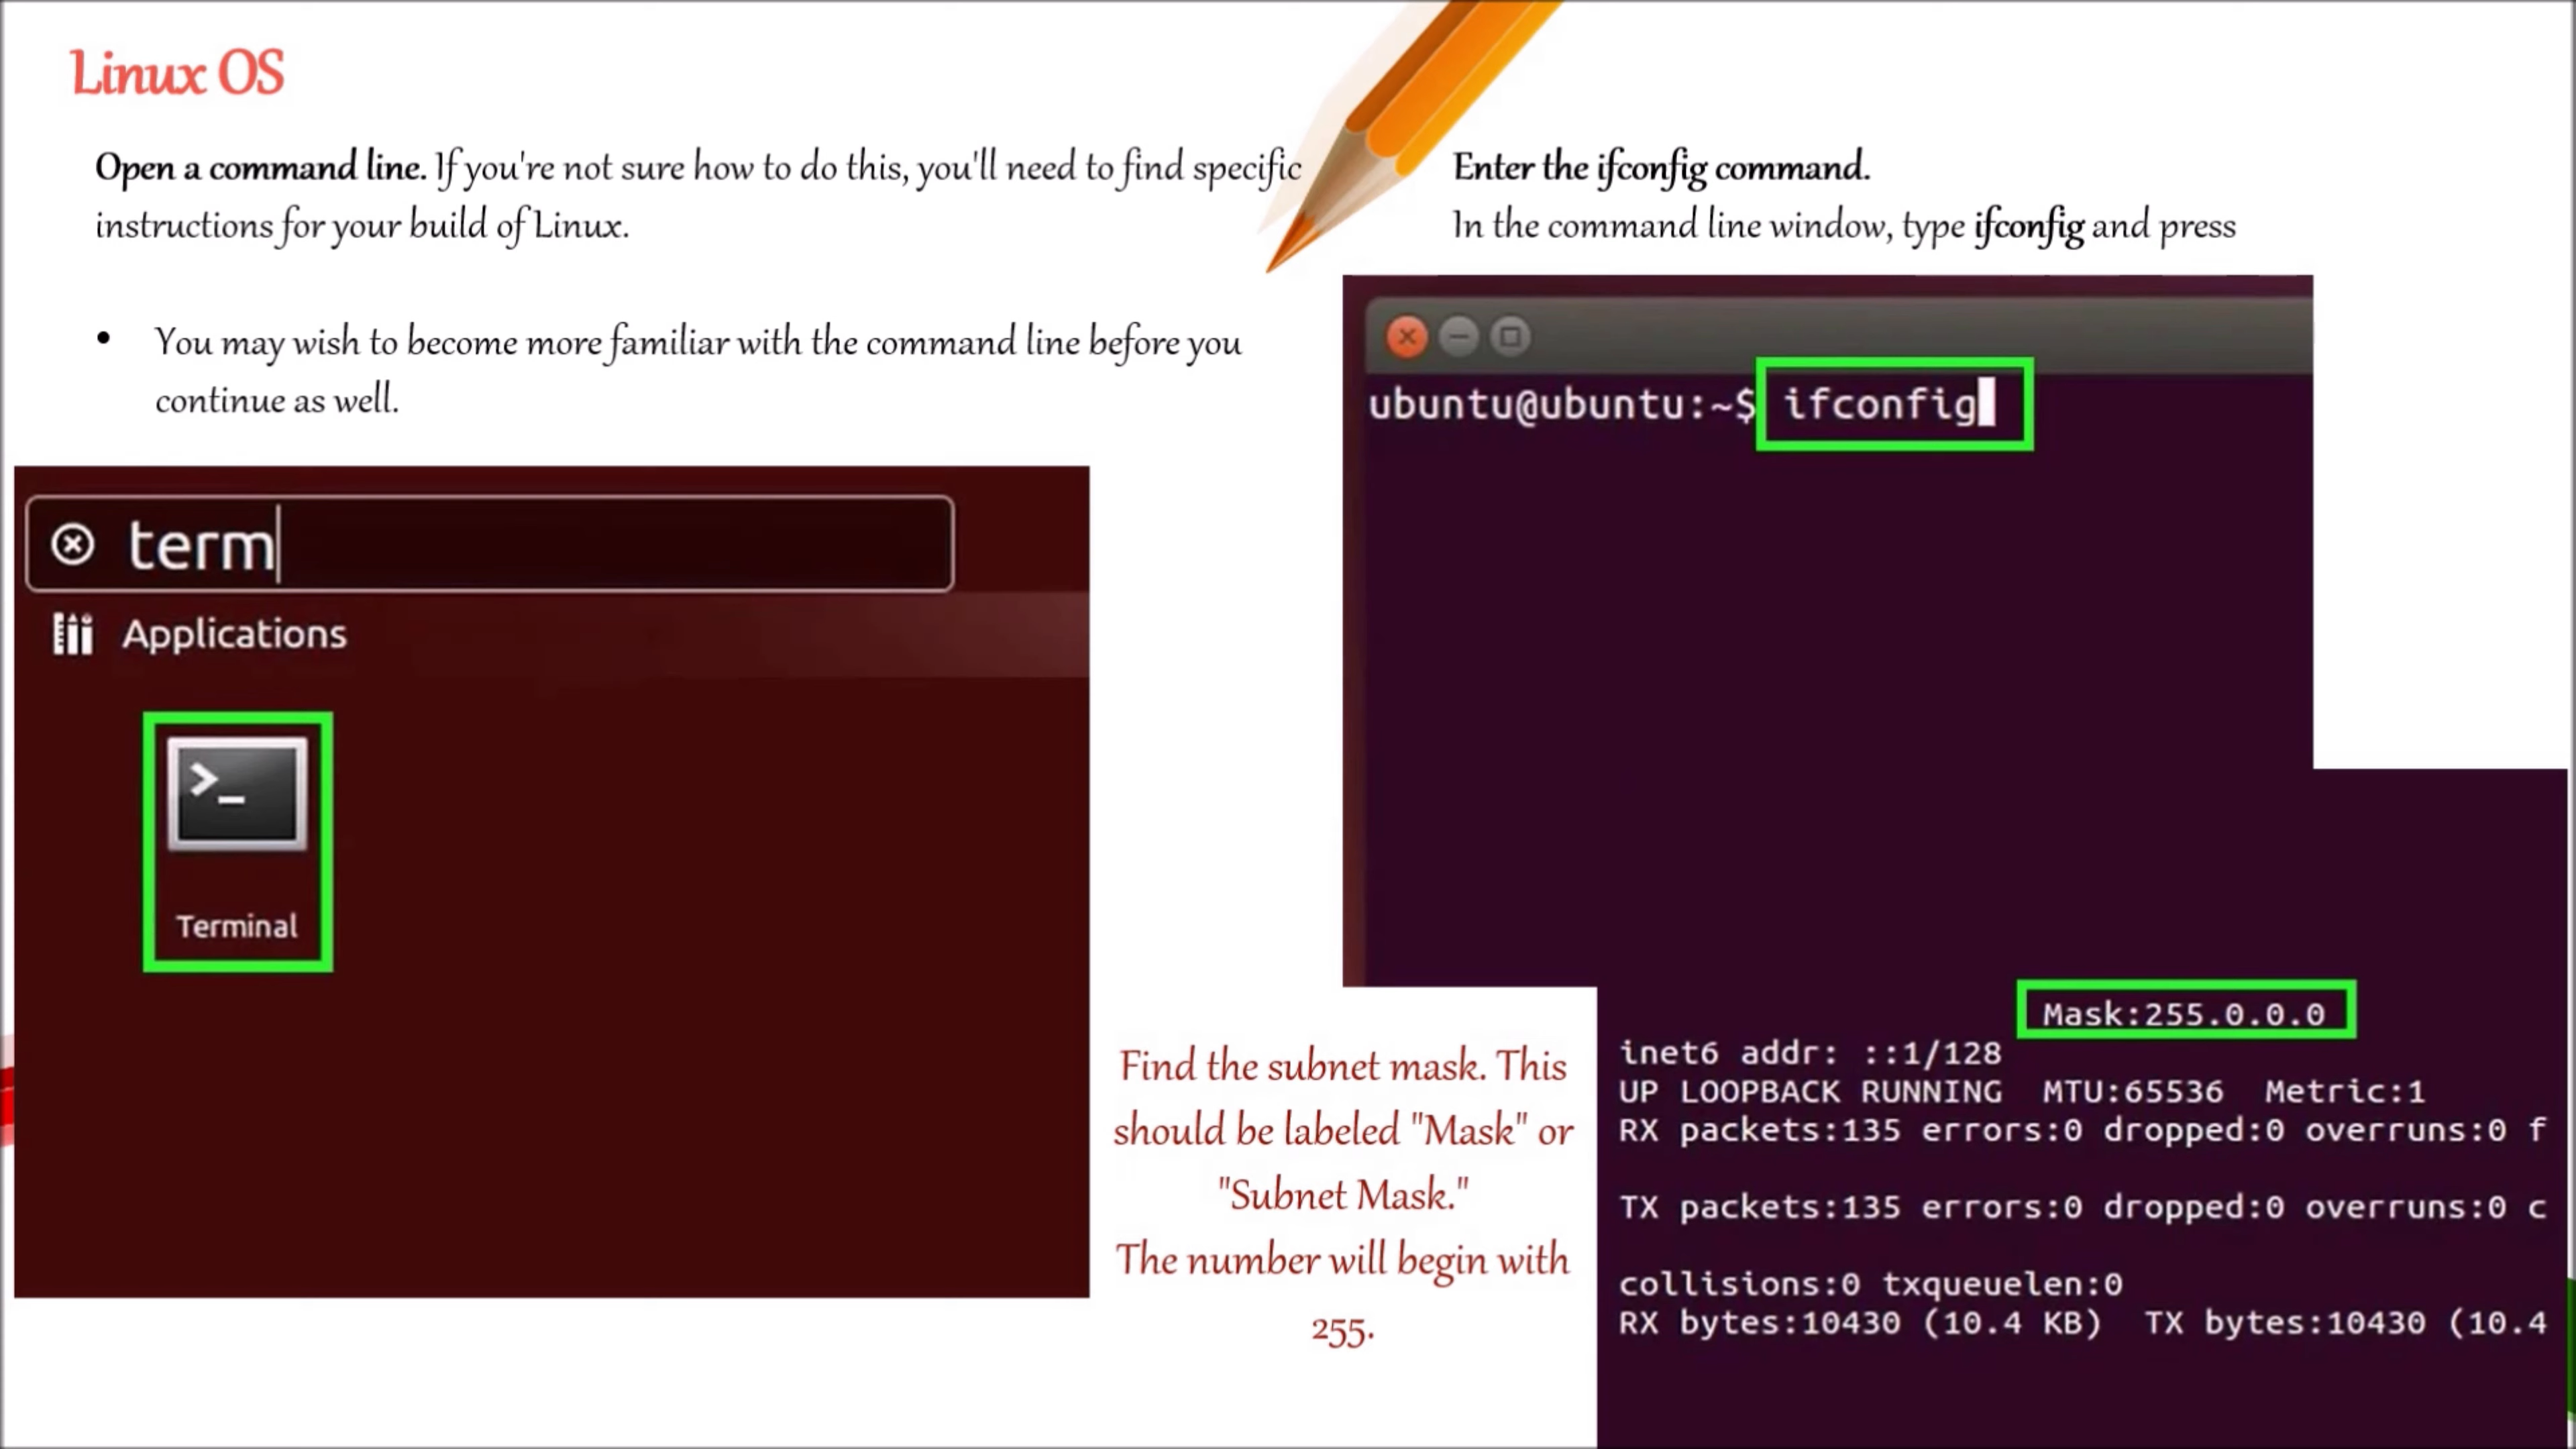 Linux OS
Open a command line. If you're not sure how to do this, you'll need to find specific
instructions for your build of Linux.
• You may wish to become more familiar with the command line before you
continue as well.
term
Applications
Terminal
Enter the ifconfig command.
In the command line window, type ifconfig and press
ubuntu@ubuntu:~$ ifconfig
Find the subnet mask. This
should be labeled "Mask" or
"Subnet Mask."
The number will begin with
255.
Mask:255.0.0.0
inet6 addr: ::1/128
UP LOOPBACK RUNNING  MTU:65536  Metric:1
RX packets:135 errors:0 dropped:0 overruns:0 f
TX packets:135 errors:0 dropped:0 overruns:0 c
collisions:0 txqueuelen:0
RX bytes:10430 (10.4 KB)  TX bytes:10430 (10.4